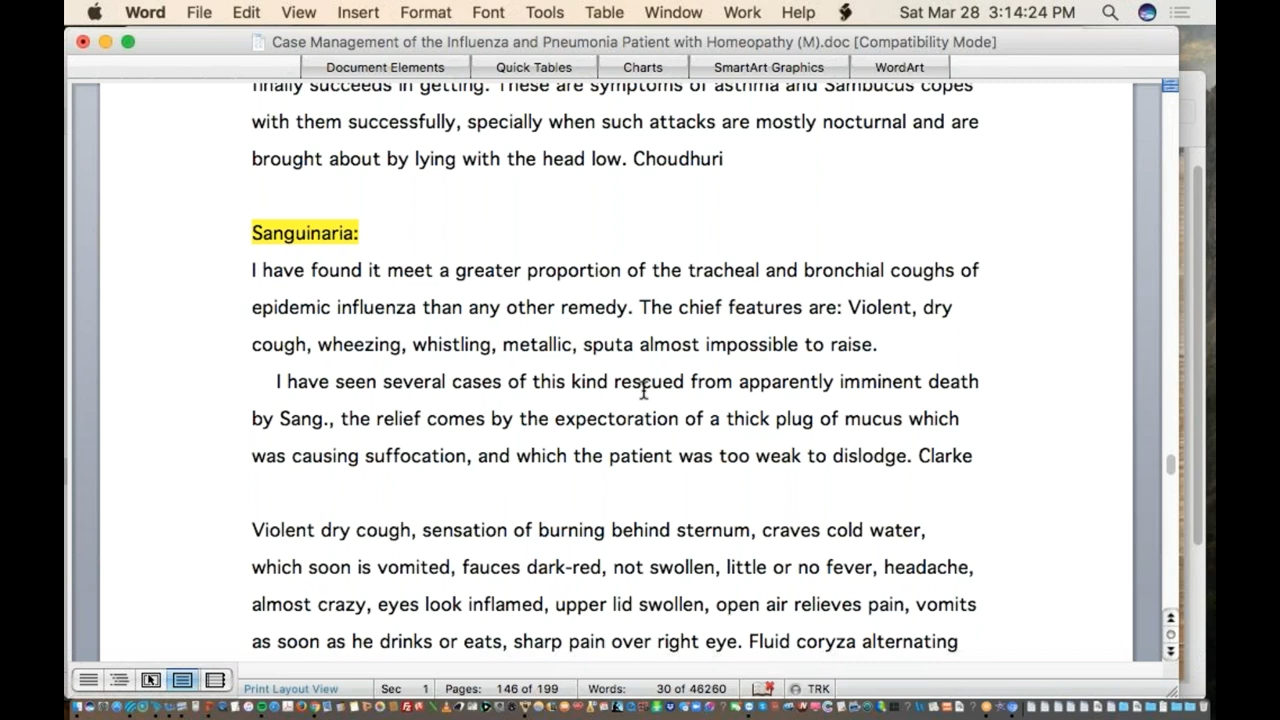 Word File Edit View Insert Format Font Tools Table Window Work Help Sat Mar 28 3:14:24 PM
Case Management of the Influenza and Pneumonia Patient with Homeopathy (M).doc [Compatibility Mode]
Document Elements Quick Tables Charts SmartArt Graphics WordArt
finally succeeds in getting. These are symptoms of asthma and Sambucus copes
with them successfully, specially when such attacks are mostly nocturnal and are
brought about by lying with the head low. Choudhuri
Sanguinaria:
I have found it meet a greater proportion of the tracheal and bronchial coughs of
epidemic influenza than any other remedy. The chief features are: Violent, dry
cough, wheezing, whistling, metallic, sputa almost impossible to raise.
I have seen several cases of this kind rescued from apparently imminent death
by Sang., the relief comes by the expectoration of a thick plug of mucus which
was causing suffocation, and which the patient was too weak to dislodge. Clarke
Violent dry cough, sensation of burning behind sternum, craves cold water,
which soon is vomited, fauces dark-red, not swollen, little or no fever, headache,
almost crazy, eyes look inflamed, upper lid swollen, open air relieves pain, vomits
as soon as he drinks or eats, sharp pain over right eye. Fluid coryza alternating
Print Layout View Sec 1 Pages: 146 of 199 Words: 30 of 46260 TRK